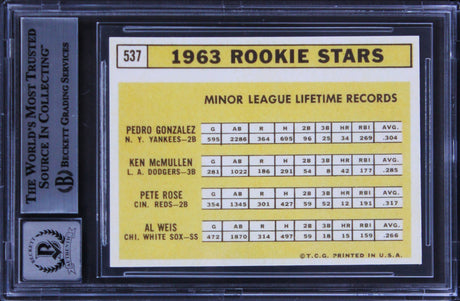 THE WORLD'S MOST TRUSTED
SOURCE IN COLLECTING™
BECKETT GRADING SERVICES
537 1963 ROOKIE STARS
MINOR LEAGUE LIFETIME RECORDS
PEDRO GONZALEZ G AB R H 2B 3B HR RBI AVG.
N. Y. YANKEES-2B 595 2286 364 695 96 25 34 269 .304
KEN McMULLEN G AB R H 2B 3B HR RBI AVG.
L. A. DODGERS-3B 281 1022 186 291 54 8 42 177 .285
PETE ROSE G AB R H 2B 3B HR RBI AVG.
CIN. REDS-2B 354 1345 301 427 52 12 191 .317
AL WEIS G AB R H 2B 3B HR RBI AVG.
CHI. WHITE SOX-SS 472 1870 314 497 59 18 15 159 .266
© T.C.G. PRINTED IN U.S.A.
BECKETT